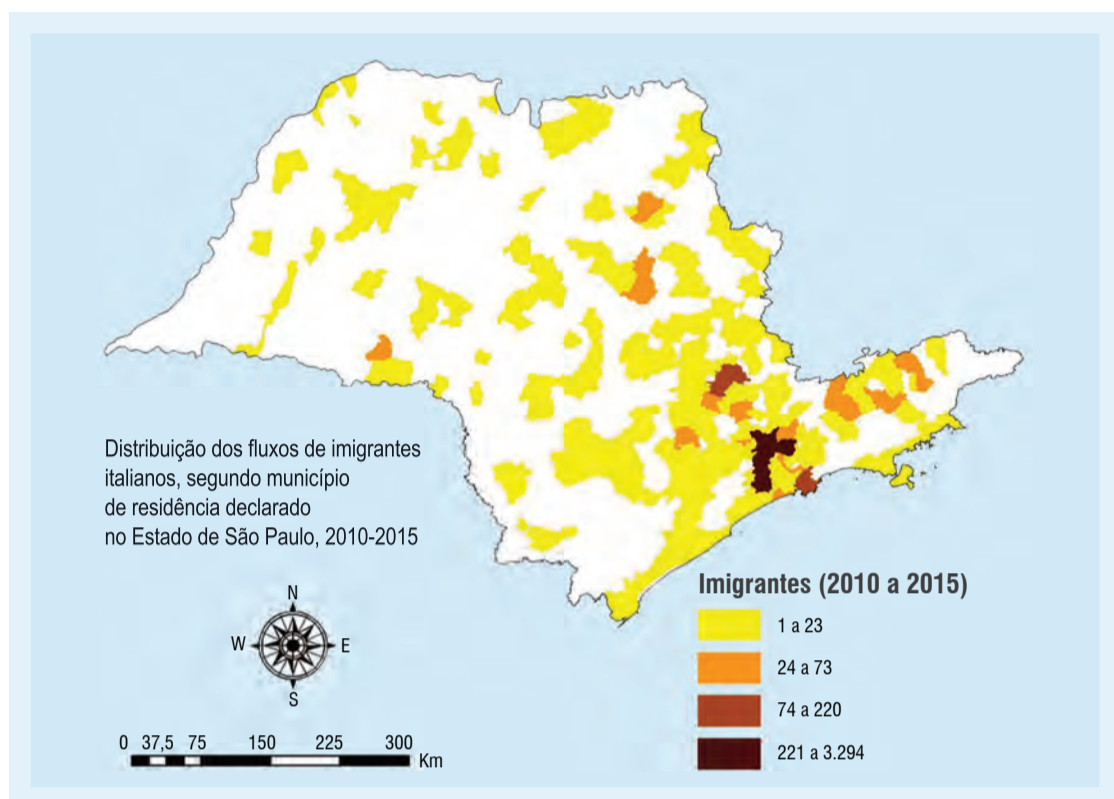 Distribuição dos fluxos de imigrantes
italianos, segundo município
de residência declarado
no Estado de São Paulo, 2010-2015
N
W
E
S
0 37,5 75 150 225 300
Km
Imigrantes (2010 a 2015)
1 a 23
24 a 73
74 a 220
221 a 3.294